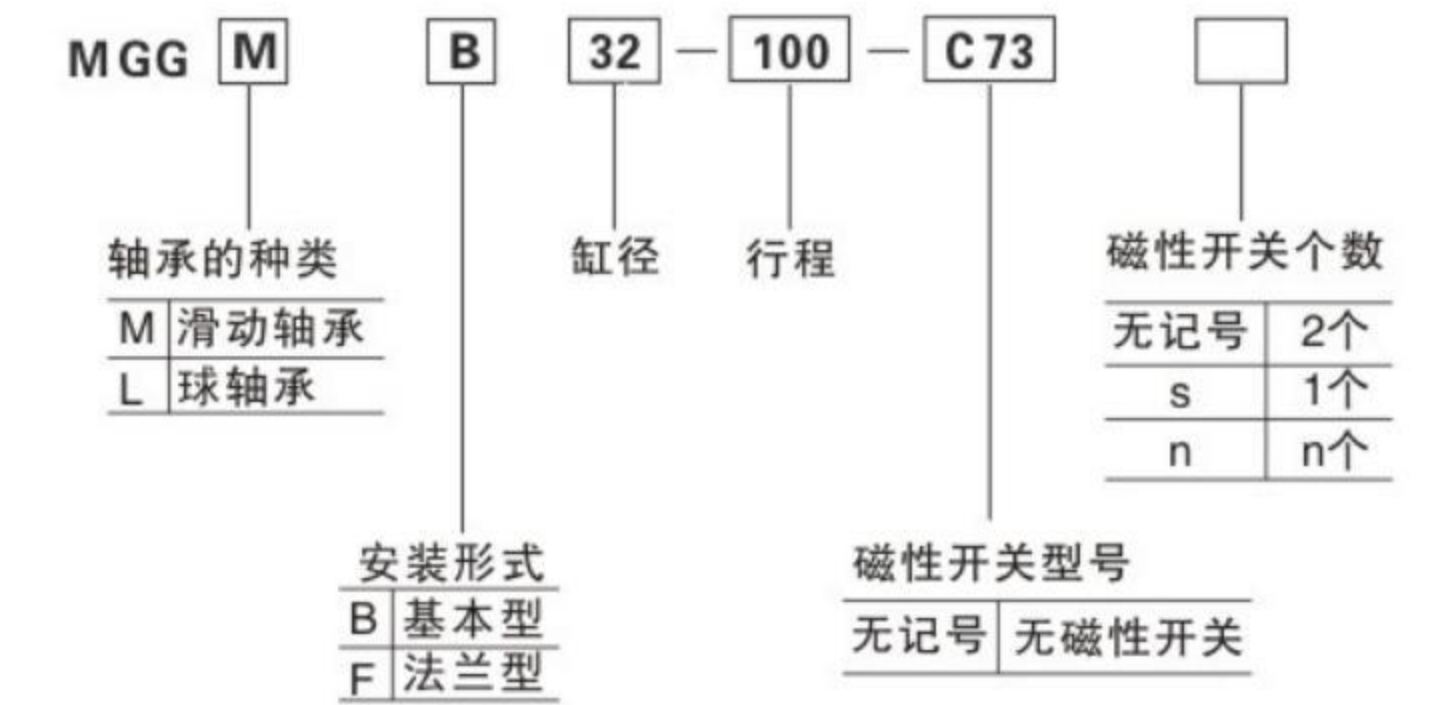 MGG M B 32 — 100 — C73
轴承的种类
M 滑动轴承
L 球轴承
缸径
行程
磁性开关个数
无记号 2个
s 1个
n n个
安装形式
B 基本型
F 法兰型
磁性开关型号
无记号 无磁性开关